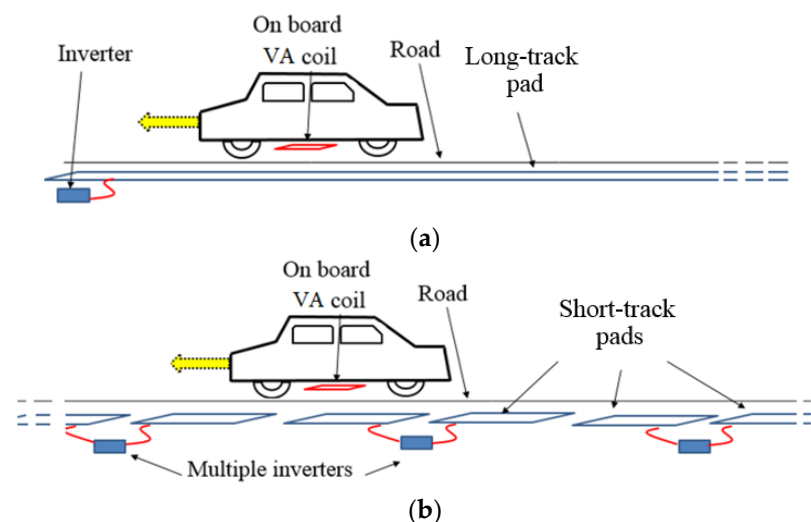 On board
VA coil
Inverter
Road
Long-track
pad
(a)
On board
VA coil
Road
Short-track
pads
Multiple inverters
(b)